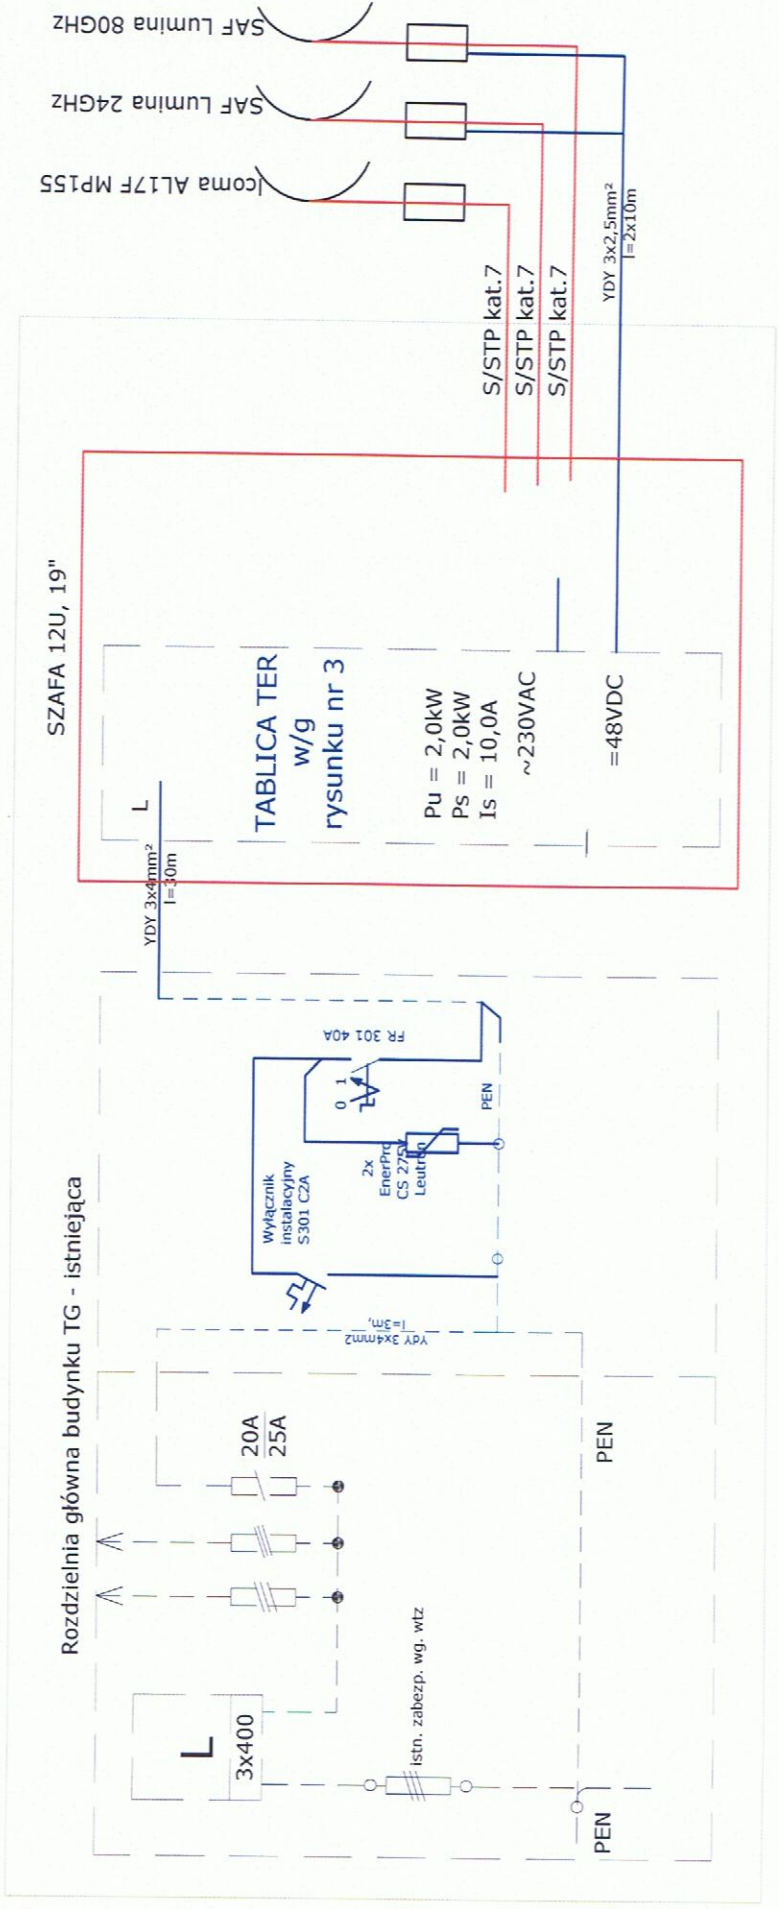 Rozdzielnia główna budynku TG - istniejąca
L
3x400
istn. zabezp. wg. wtz
PEN
PEN
20A
25A
YdY 3x4mm2
l=3m,
Wyłącznik
instalacyjny
S301 C2A
2x
EnerPro
CS 275V
Leutron
0 1
FR 301 40A
PEN
YDY 3x4mm²
l=30m
SZAFA 12U, 19"
L
TABLICA TER
w/g
rysunku nr 3
Pu = 2,0kW
Ps = 2,0kW
Is = 10,0A
~230VAC
=48VDC
S/STP kat.7
S/STP kat.7
S/STP kat.7
YDY 3x2,5mm²
l=2x10m
Icoma AL17F MP155
SAF Lumina 24GHz
SAF Lumina 80GHz